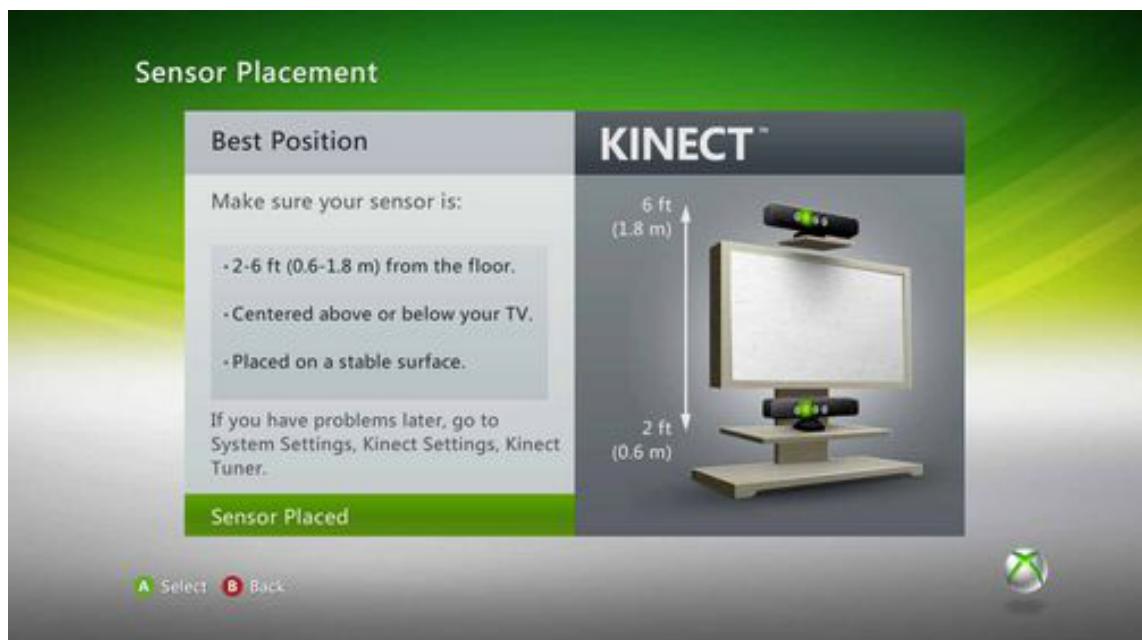 Sensor Placement
Best Position
KINECT™
Make sure your sensor is:
·2-6 ft (0.6-1.8 m) from the floor.
·Centered above or below your TV.
·Placed on a stable surface.
If you have problems later, go to
System Settings, Kinect Settings, Kinect
Tuner.
Sensor Placed
6 ft
(1.8 m)
2 ft
(0.6 m)
A Select B Back